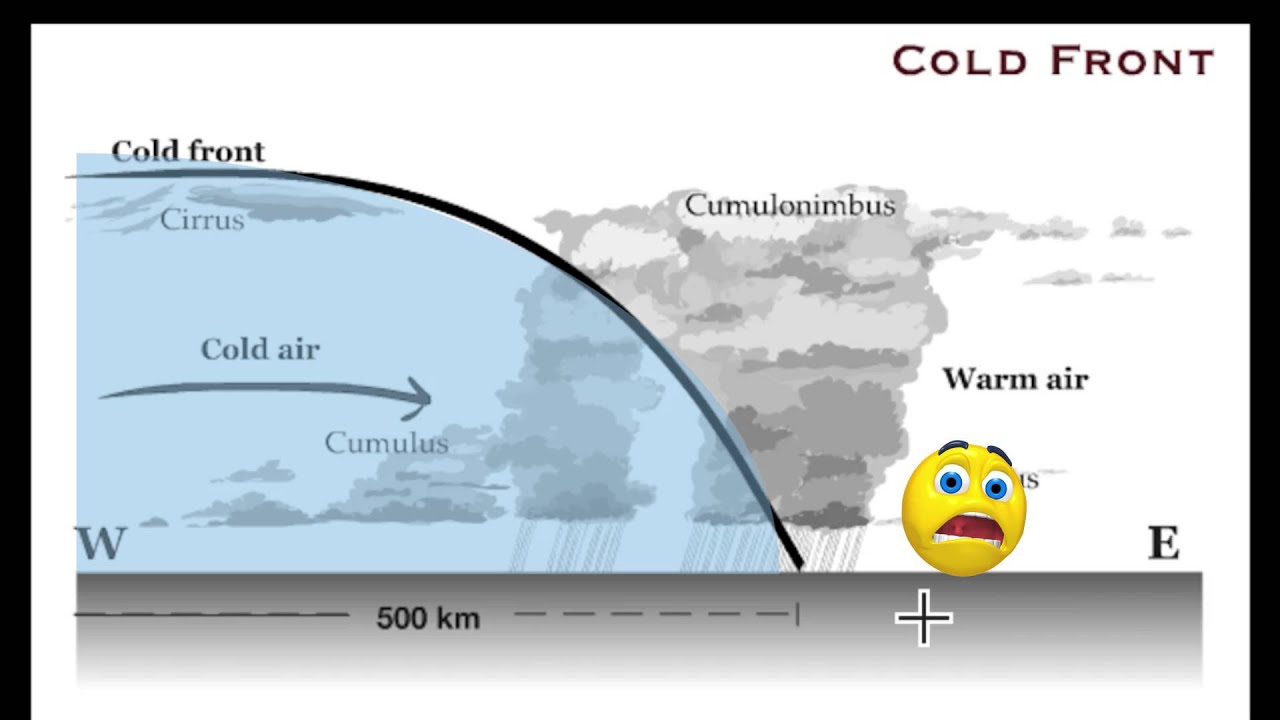 COLD FRONT
Cold front
Cirrus
Cumulonimbus
Cold air
Warm air
Cumulus
W
E
500 km